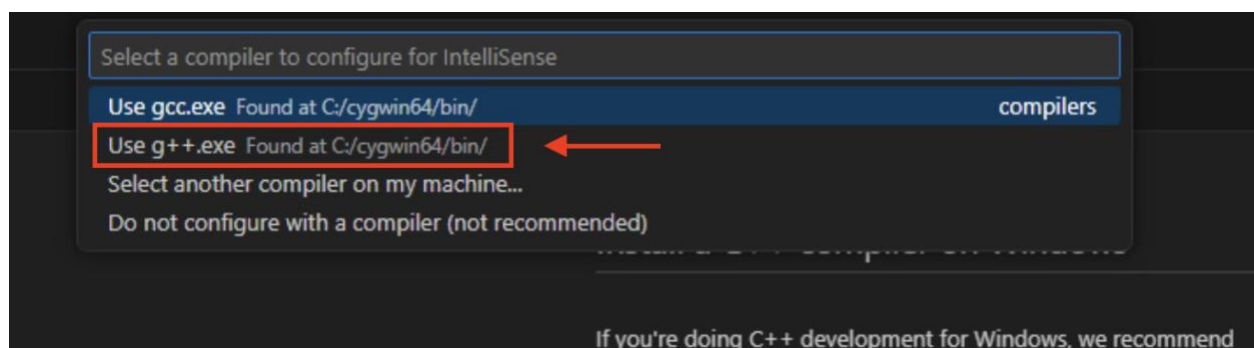 Select a compiler to configure for IntelliSense
Use gcc.exe Found at C:/cygwin64/bin/ compilers
Use g++.exe Found at C:/cygwin64/bin/
Select another compiler on my machine...
Do not configure with a compiler (not recommended)
If you're doing C++ development for Windows, we recommend